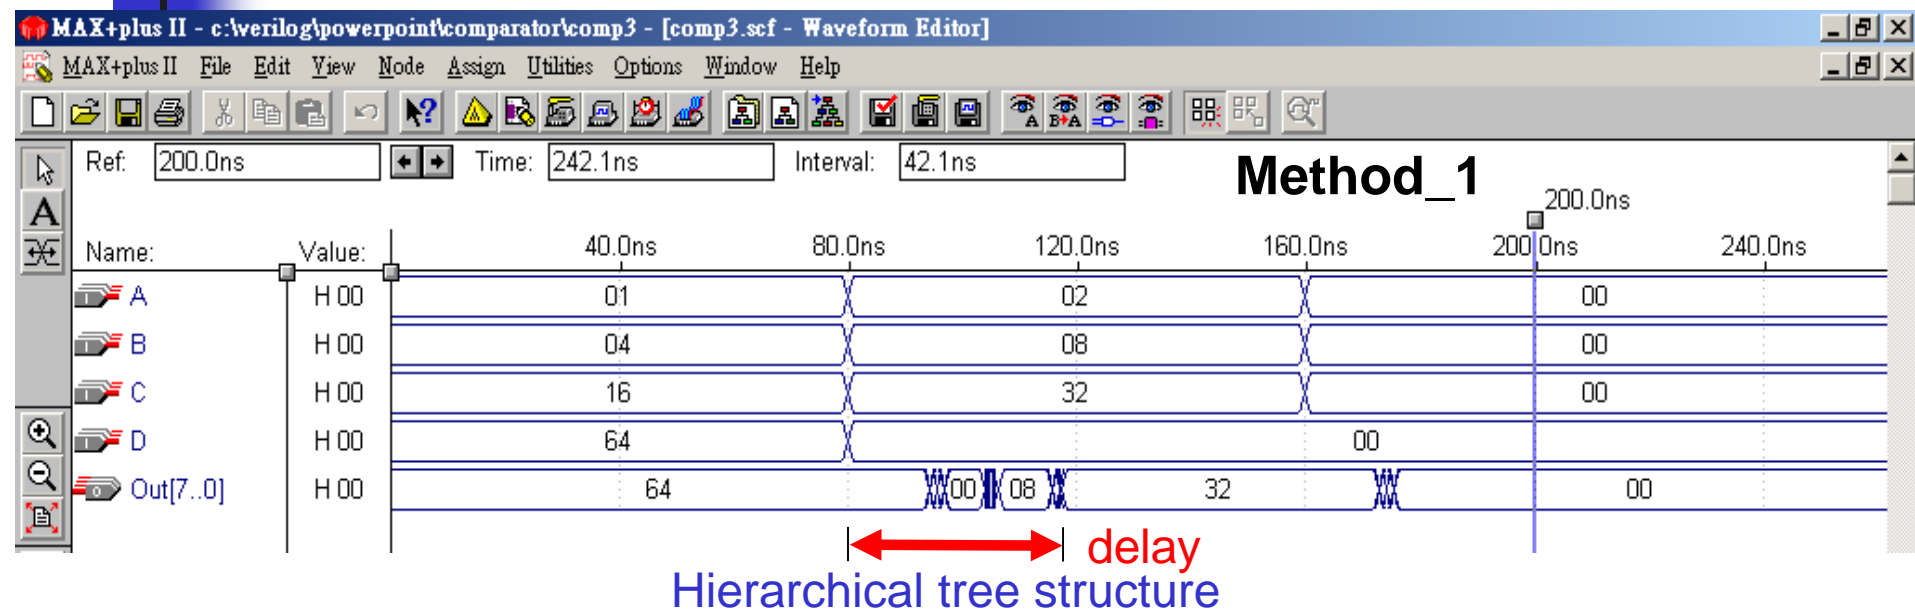 MAX+plus II - c:\verilog\powerpoint\comparator\comp3 - [comp3.scf - Waveform Editor]
MAX+plus II File Edit View Node Assign Utilities Options Window Help
A B+A
Ref: 200.0ns Time: 242.1ns Interval: 42.1ns Method_1
200.0ns
A
Name: Value: 40.0ns 80.0ns 120.0ns 160.0ns 200.0ns 240.0ns
A H 00 01 02 00
B H 00 04 08 00
C H 00 16 32 00
D H 00 64 00
Out[7..0] H 00 64 00 08 32 00
delay
Hierarchical tree structure